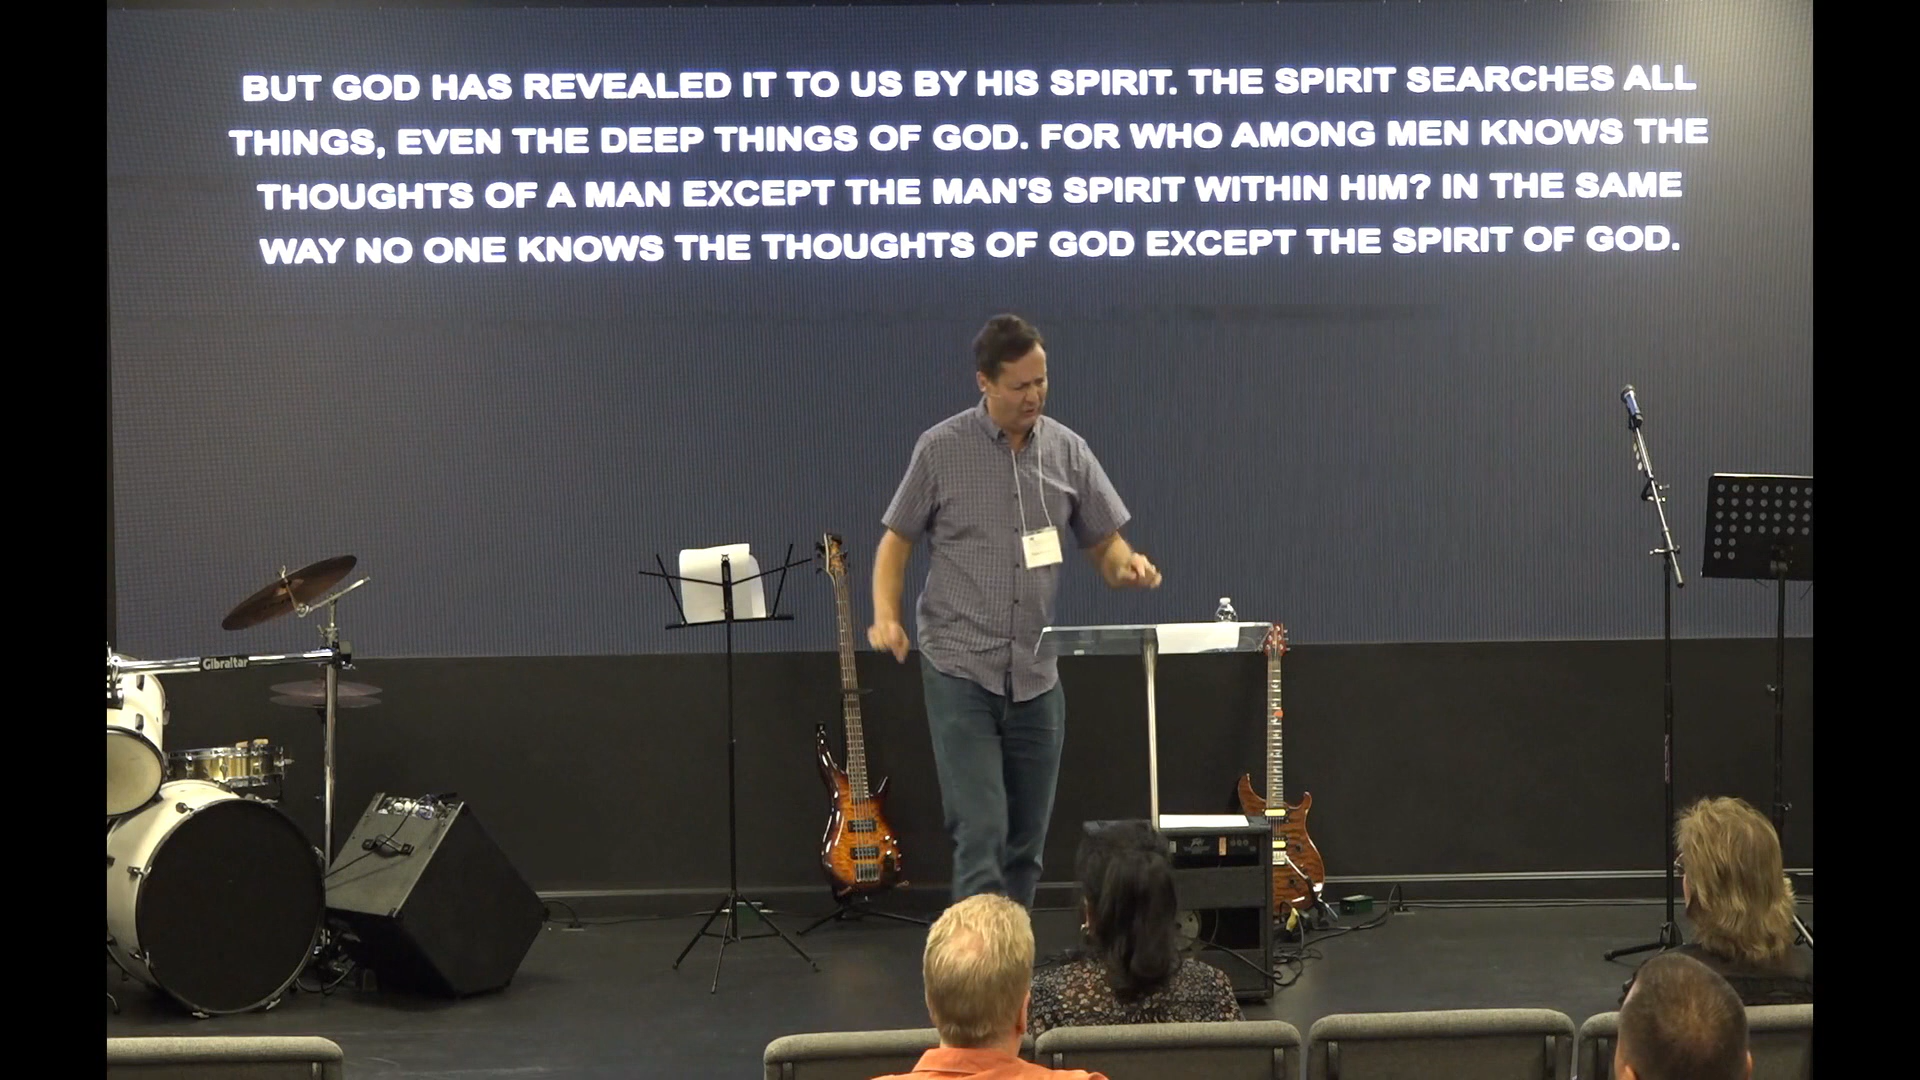 BUT GOD HAS REVEALED IT TO US BY HIS SPIRIT. THE SPIRIT SEARCHES ALL
THINGS, EVEN THE DEEP THINGS OF GOD. FOR WHO AMONG MEN KNOWS THE
THOUGHTS OF A MAN EXCEPT THE MAN'S SPIRIT WITHIN HIM? IN THE SAME
WAY NO ONE KNOWS THE THOUGHTS OF GOD EXCEPT THE SPIRIT OF GOD.
Gibraltar